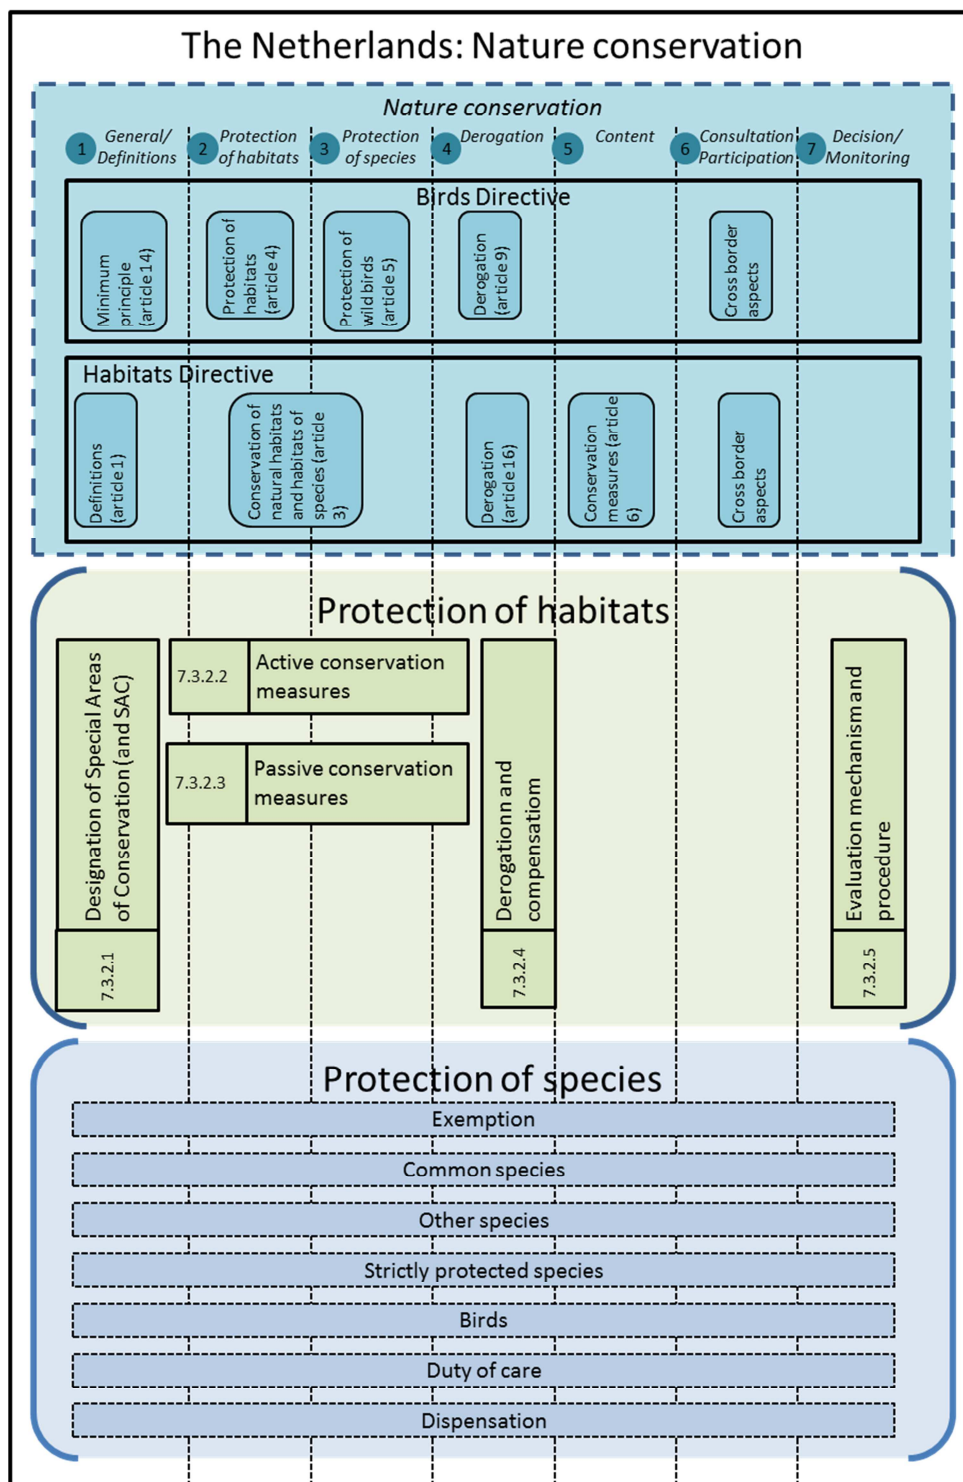 The Netherlands: Nature conservation
Nature conservation
1 General/
Definitions
2 Protection
of habitats
3 Protection
of species
4 Derogation
5 Content
6 Consultation
Participation
7 Decision/
Monitoring
Birds Directive
Minimum
principle
(article 14)
Protection of
habitats
(article 4)
Protection of
wild birds
(article 5)
Derogation
(article 9)
Cross border
aspects
Habitats Directive
Definitions
(article 1)
Conservation of
natural habitats
and habitats of
species (article
3)
Derogation
(article 16)
Conservation
measures (article
6)
Cross border
aspects
Protection of habitats
Designation of Special Areas
of Conservation (and SAC)
7.3.2.1
7.3.2.2
Active conservation
measures
7.3.2.3
Passive conservation
measures
Derogationn and
compensatiom
7.3.2.4
Evaluation mechanism and
procedure
7.3.2.5
Protection of species
Exemption
Common species
Other species
Strictly protected species
Birds
Duty of care
Dispensation